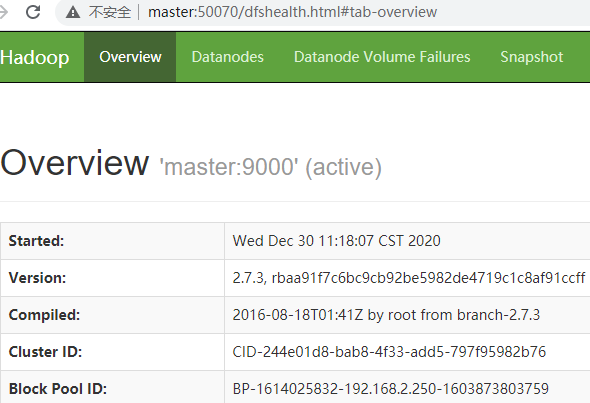 不安全 | master:50070/dfshealth.html#tab-overview
Hadoop Overview Datanodes Datanode Volume Failures Snapshot
Overview 'master:9000' (active)
Started: Wed Dec 30 11:18:07 CST 2020
Version: 2.7.3, rbaa91f7c6bc9cb92be5982de4719c1c8af91ccff
Compiled: 2016-08-18T01:41Z by root from branch-2.7.3
Cluster ID: CID-244e01d8-bab8-4f33-add5-797f95982b76
Block Pool ID: BP-1614025832-192.168.2.250-1603873803759